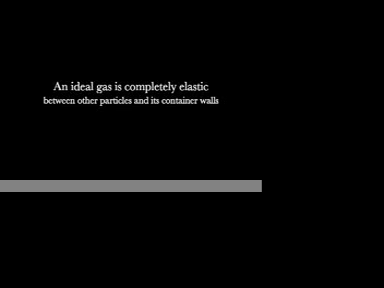 An ideal gas is completely elastic
between other particles and its container walls